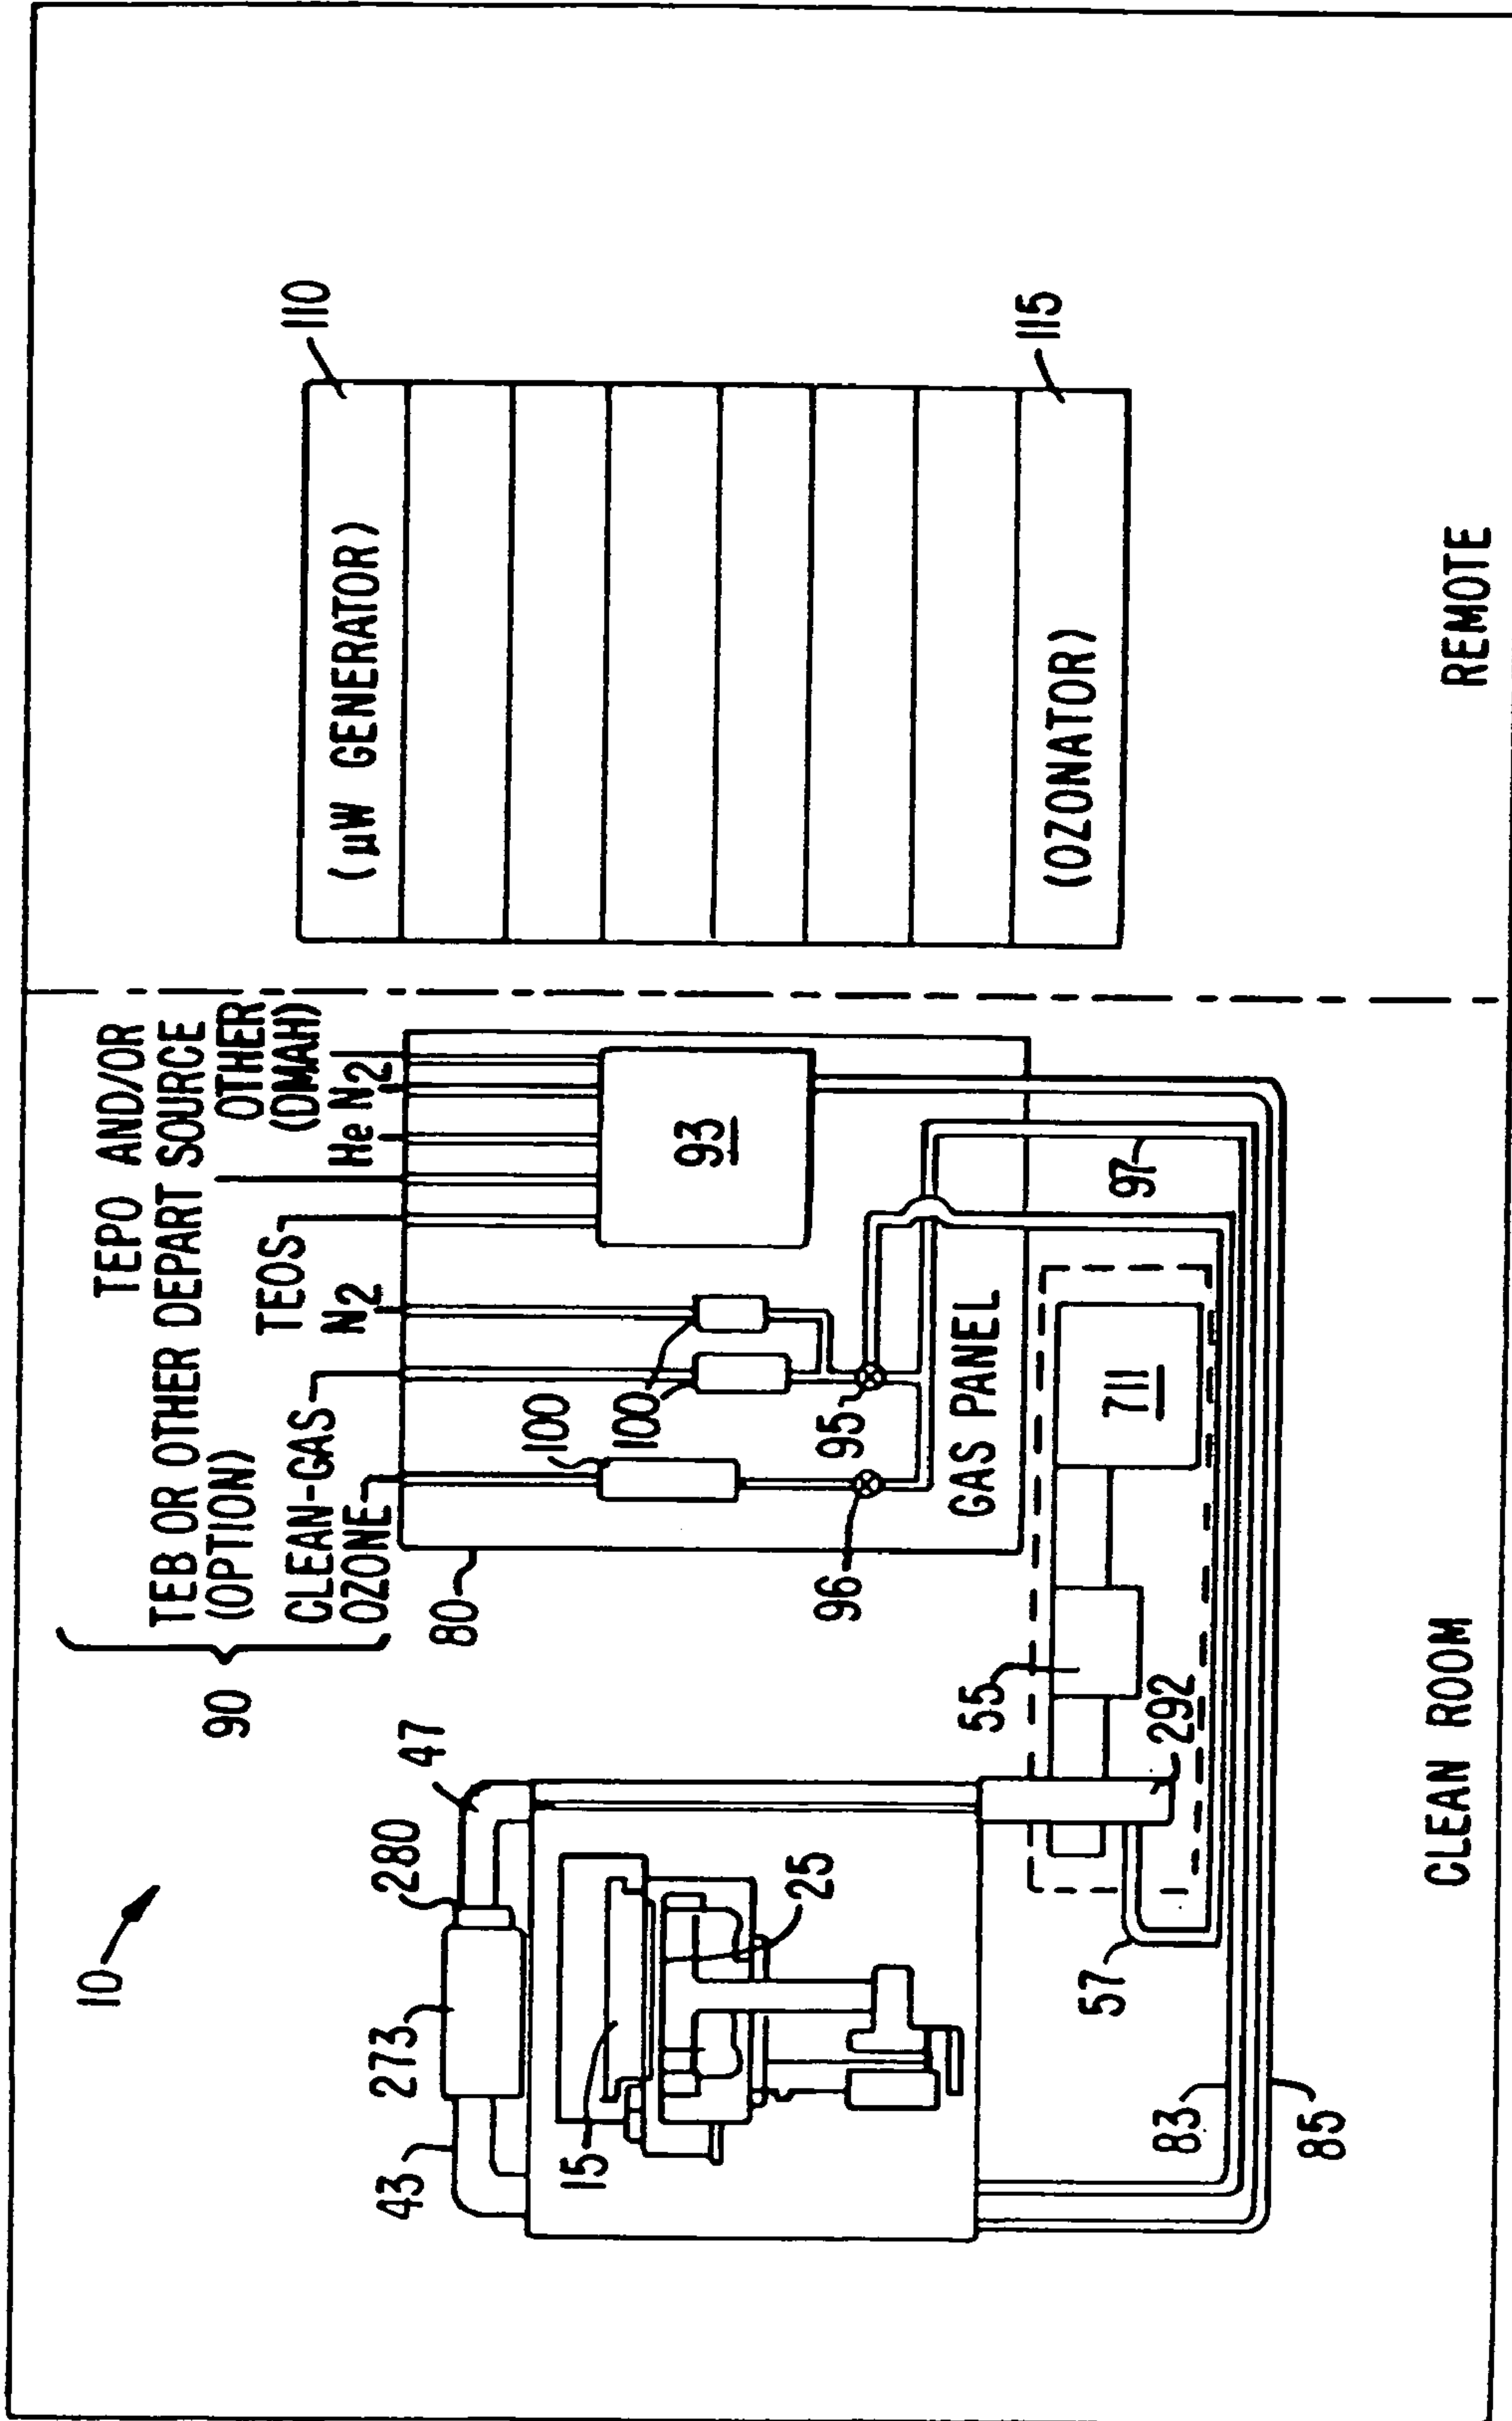 10
90
TEPO AND/OR
TEB OR OTHER DEPART SOURCE
(OPTION)
OTHER
(DMAH)
CLEAN-GAS
OZONE
TEOS
N2
He
N2
80
43
273
280
47
15
25
100
100
93
95
96
GAS PANEL
97
55
711
292
57
83
85
CLEAN ROOM
110
(µW GENERATOR)
(OZONATOR)
115
REMOTE